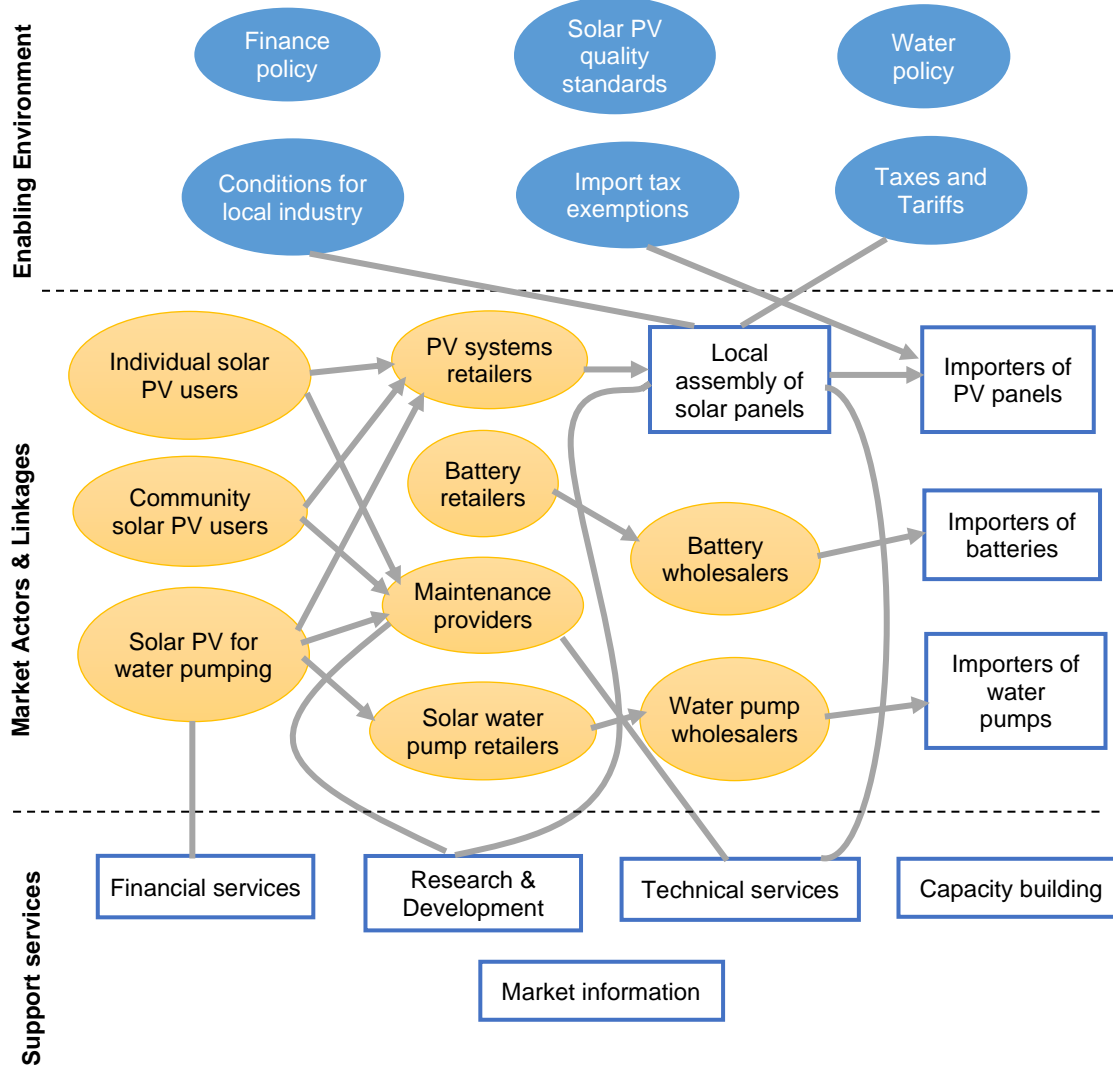 Enabling Environment
Finance
policy
Solar PV
quality
standards
Water
policy
Conditions for
local industry
Import tax
exemptions
Taxes and
Tariffs
Market Actors & Linkages
Individual solar
PV users
PV systems
retailers
Local
assembly of
solar panels
Importers of
PV panels
Community
solar PV users
Battery
retailers
Battery
wholesalers
Importers of
batteries
Solar PV for
water pumping
Maintenance
providers
Solar water
pump retailers
Water pump
wholesalers
Importers of
water
pumps
Support services
Financial services
Research &
Development
Technical services
Capacity building
Market information